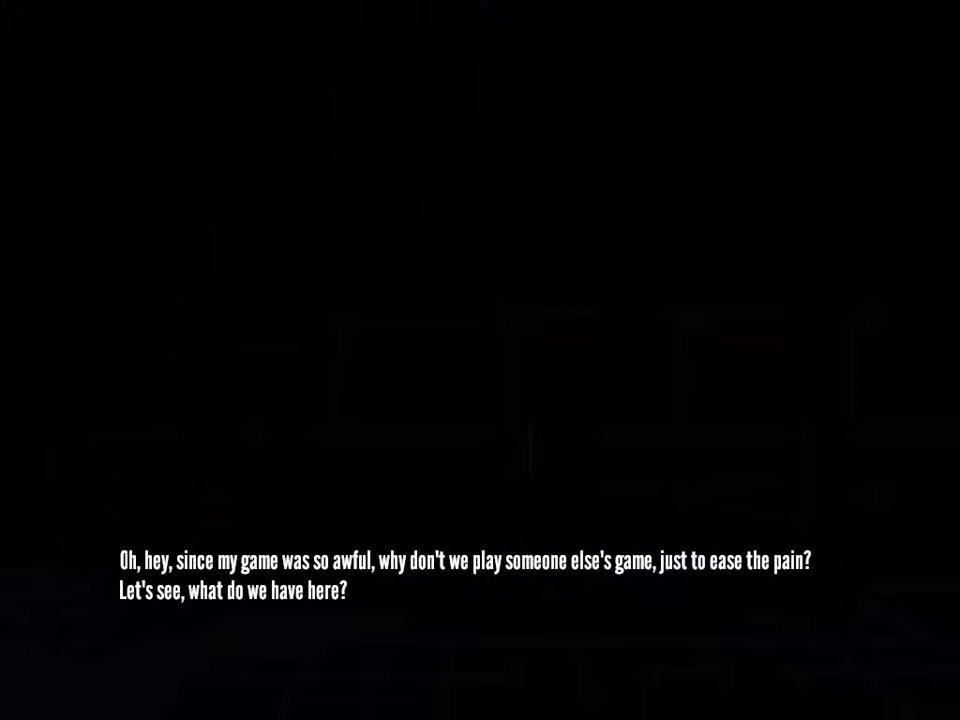 Oh, hey, since my game was so awful, why don't we play someone else's game, just to ease the pain?
Let's see, what do we have here?